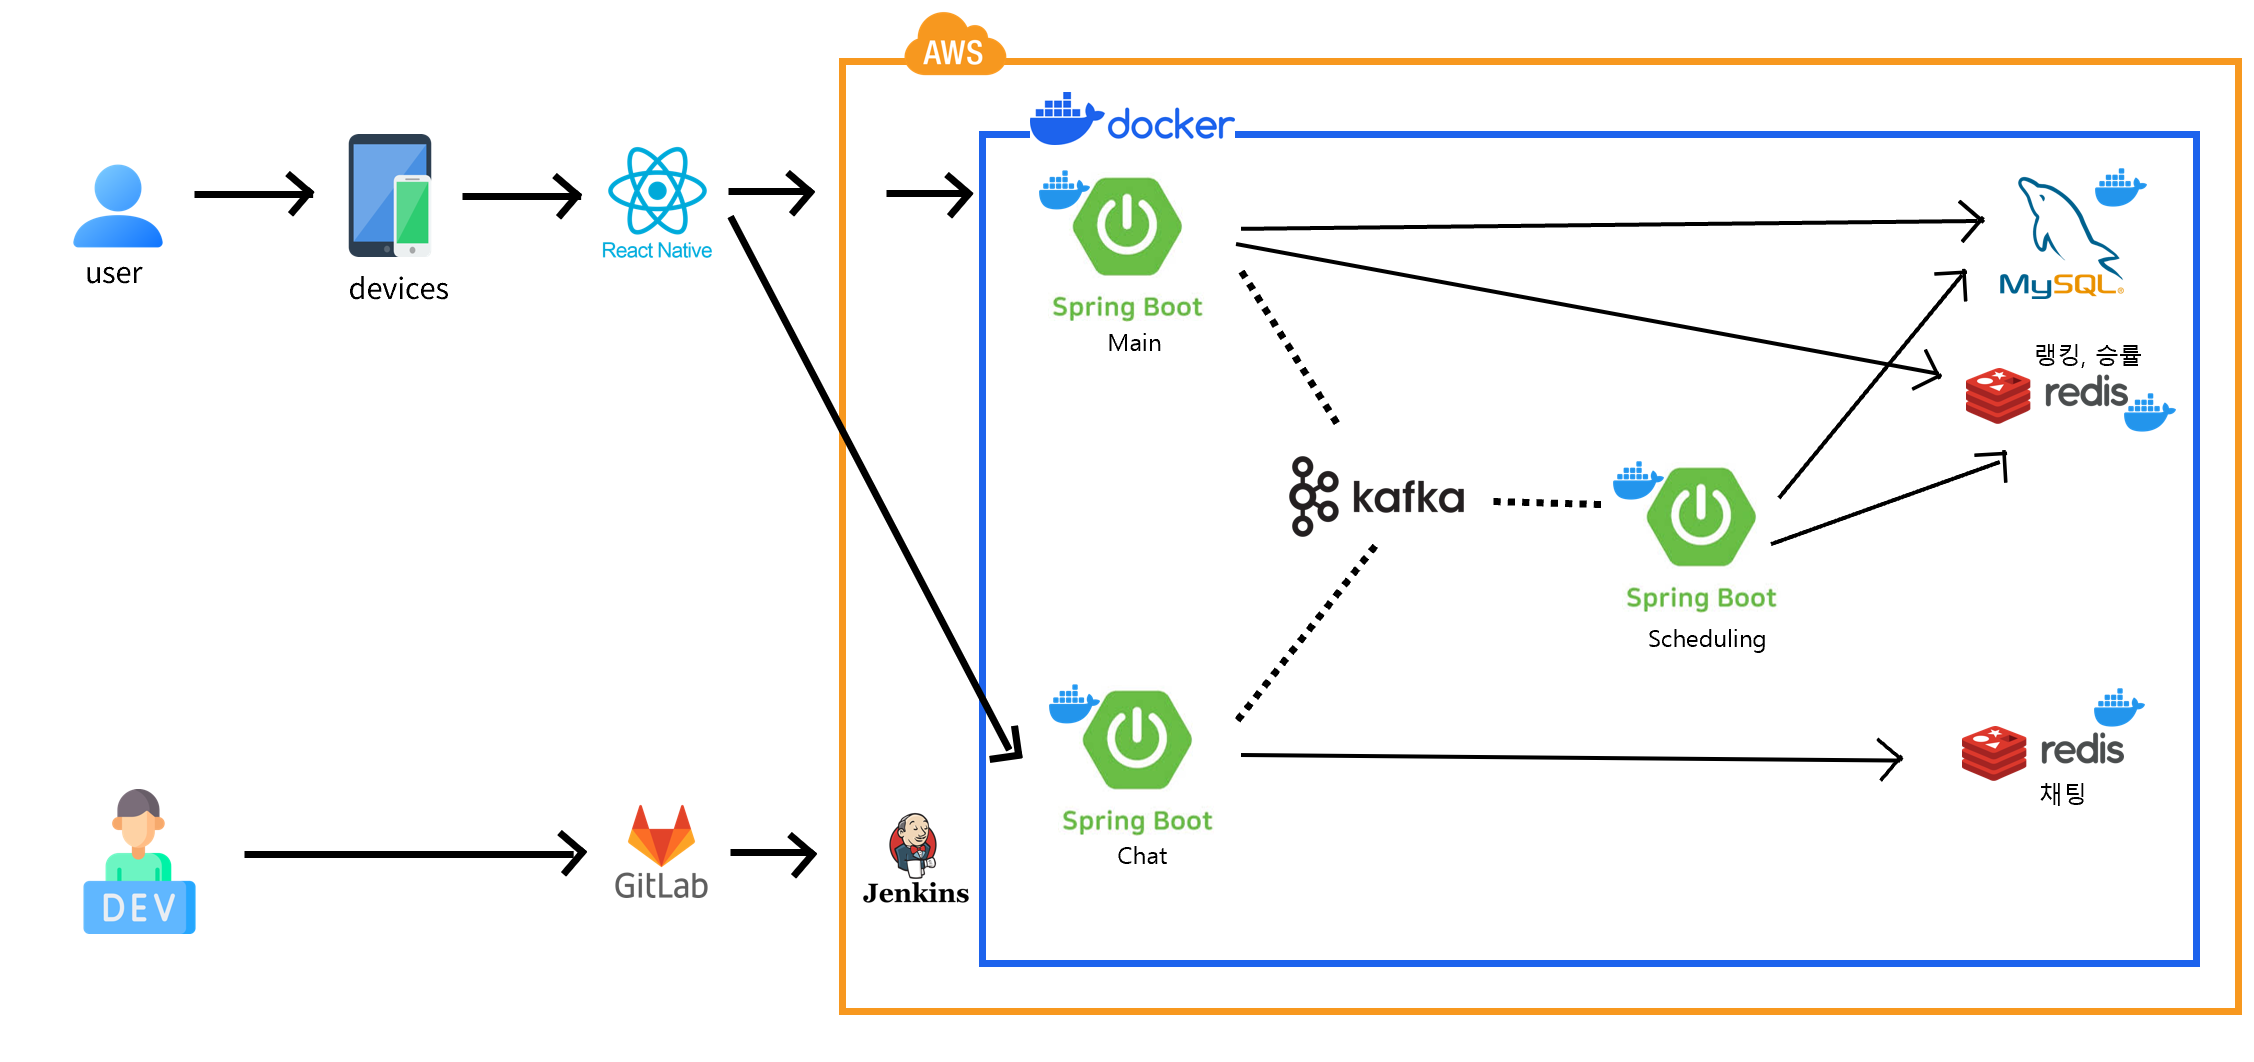 AWS
docker
user
devices
React Native
Spring Boot
Main
MySQL®
랭킹, 승률
redis
kafka
Spring Boot
Scheduling
Spring Boot
Chat
redis
채팅
DEV
GitLab
Jenkins